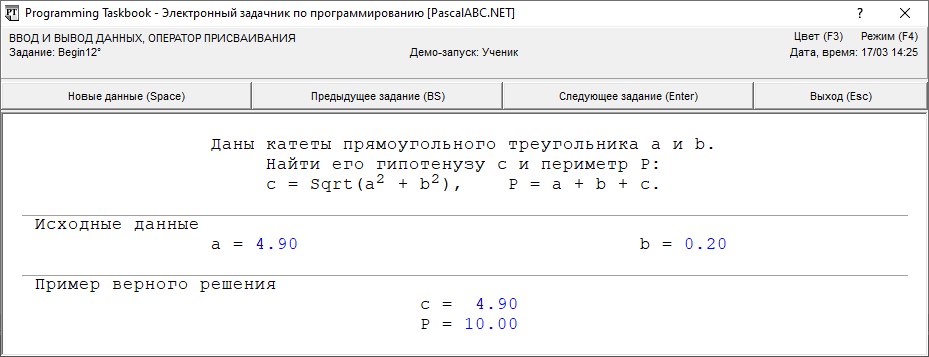 Programming Taskbook - Электронный задачник по программированию [PascalABC.NET]
ВВОД И ВЫВОД ДАННЫХ, ОПЕРАТОР ПРИСВАИВАНИЯ
Цвет (F3) Режим (F4)
Задание: Begin12°
Демо-запуск: Ученик
Дата, время: 17/03 14:25
Новые данные (Space)
Предыдущее задание (BS)
Следующее задание (Enter)
Выход (Esc)
Даны катеты прямоугольного треугольника a и b.
Найти его гипотенузу c и периметр P:
c = Sqrt(a² + b²), P = a + b + c.
Исходные данные
a = 4.90 b = 0.20
Пример верного решения
c = 4.90
P = 10.00